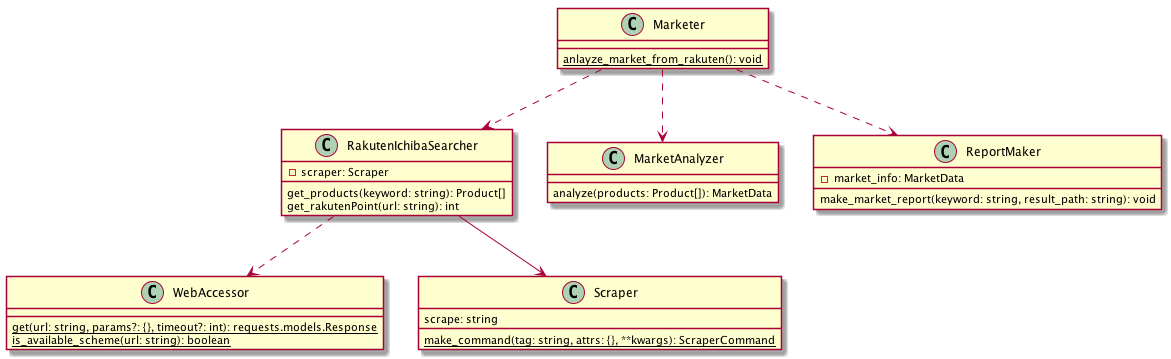 C Marketer
anlayze_market_from_rakuten(): void
C RakutenIchibaSearcher
scraper: Scraper
get_products(keyword: string): Product[]
get_rakutenPoint(url: string): int
C MarketAnalyzer
analyze(products: Product[]): MarketData
C ReportMaker
market_info: MarketData
make_market_report(keyword: string, result_path: string): void
C WebAccessor
get(url: string, params?: {}, timeout?: int): requests.models.Response
is_available_scheme(url: string): boolean
C Scraper
scrape: string
make_command(tag: string, attrs: {}, **kwargs): ScraperCommand